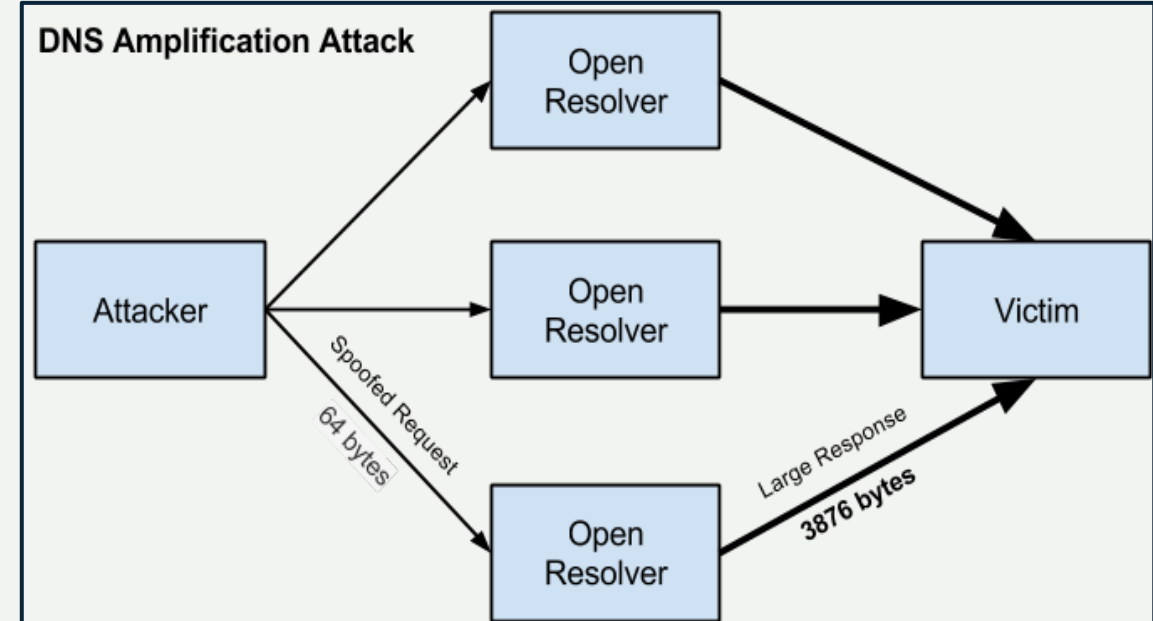 DNS Amplification Attack
Open
Resolver
Attacker
Open
Resolver
Victim
Spoofed Request
64 bytes
Large Response
3876 bytes
Open
Resolver